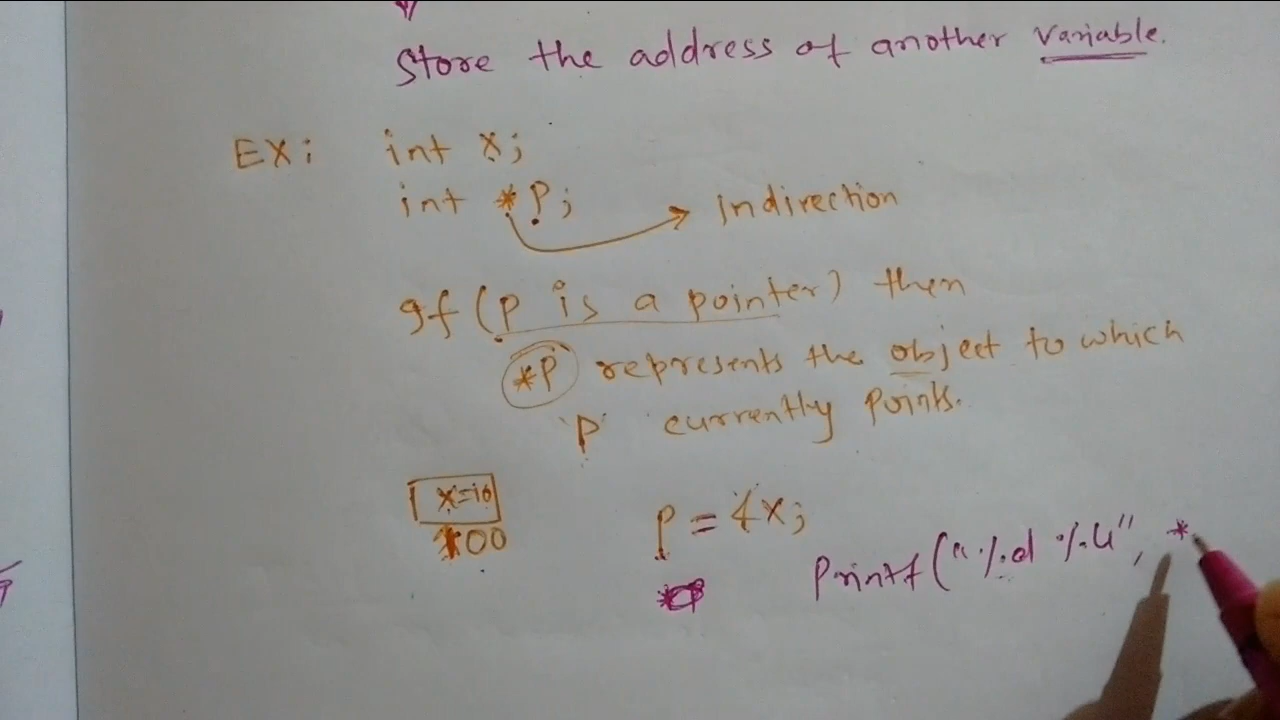 Store the address of another variable.
EX: int x;
int *P; → indirection
If (p is a pointer) then
*P represents the object to which
'P' currently points.
x=10
100
P = &x;
Printf("%d %u", *